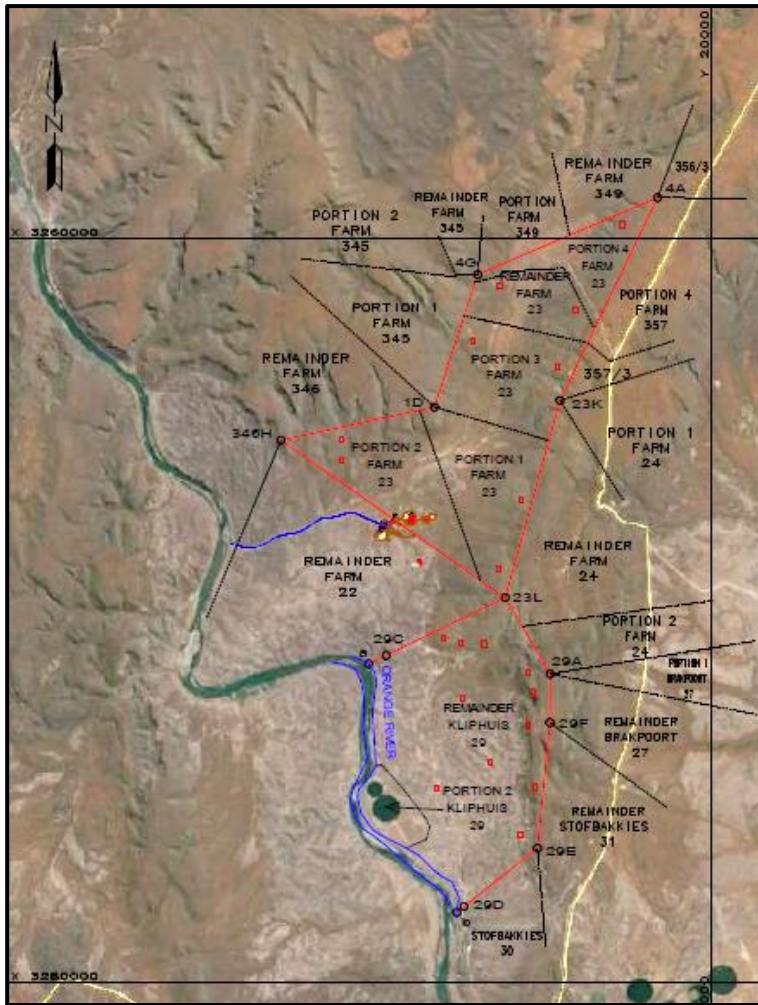 Y 20000
N
REMAINDER
FARM
349
356/3
4A
REMAINDER
FARM
345
PORTION
FARM
349
PORTION 2
FARM
345
X 3260000
4G
PORTION 4
FARM
23
REMAINDER
FARM
23
PORTION 4
FARM
357
PORTION 1
FARM
345
PORTION 3
FARM
23
357/3
REMAINDER
FARM
346
1D
23K
346H
PORTION 1
FARM
24
PORTION 2
FARM
23
PORTION 1
FARM
23
REMAINDER
FARM
22
REMAINDER
FARM
24
23L
PORTION 2
FARM
24
29C
29A
PORTION 1
BRAKPOORT
ORANGE RIVER
REMAINDER
KLIPHUIS
29
29F
REMAINDER
BRAKPOORT
27
PORTION 2
KLIPHUIS
29
REMAINDER
STOFBAKKIES
31
29E
29D
STOFBAKKIES
30
X 3280000